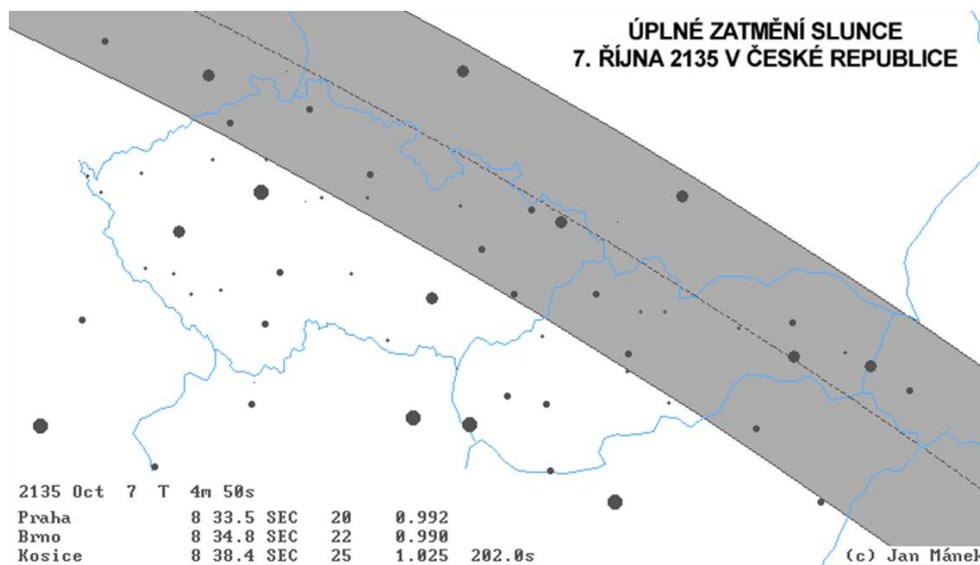 ÚPLNÉ ZATMĚNÍ SLUNCE
7. ŘÍJNA 2135 V ČESKÉ REPUBLICE
2135 Oct 7 T 4m 50s
Praha 8 33.5 SEC 20 0.992
Brno 8 34.8 SEC 22 0.990
Kosice 8 38.4 SEC 25 1.025 202.0s
(c) Jan Mánek